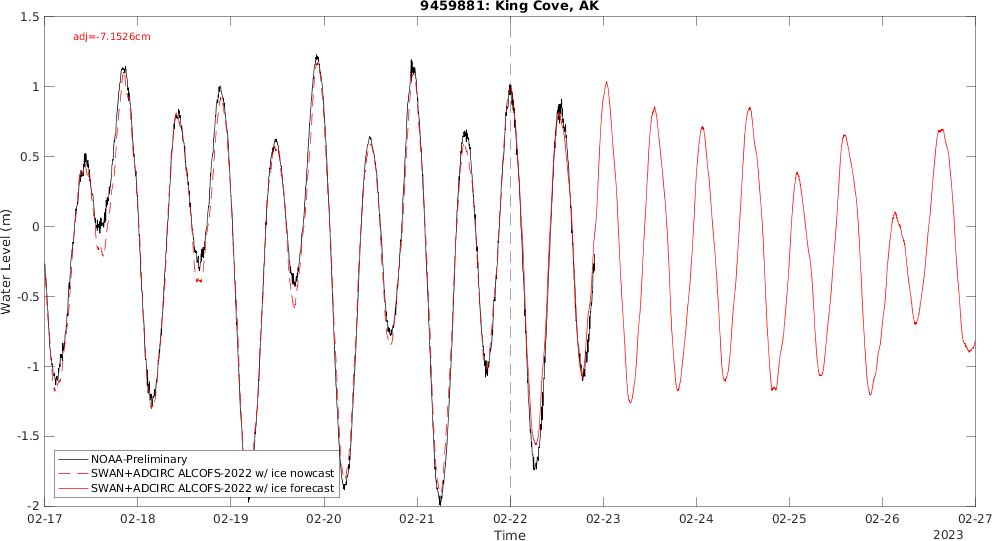 9459881: King Cove, AK
1.5
adj=-7.1526cm
1
0.5
0
-0.5
-1
-1.5
-2
Water Level (m)
NOAA-Preliminary
SWAN+ADCIRC ALCOFS-2022 w/ ice nowcast
SWAN+ADCIRC ALCOFS-2022 w/ ice forecast
02-17 02-18 02-19 02-20 02-21 02-22 02-23 02-24 02-25 02-26 02-27
Time
2023